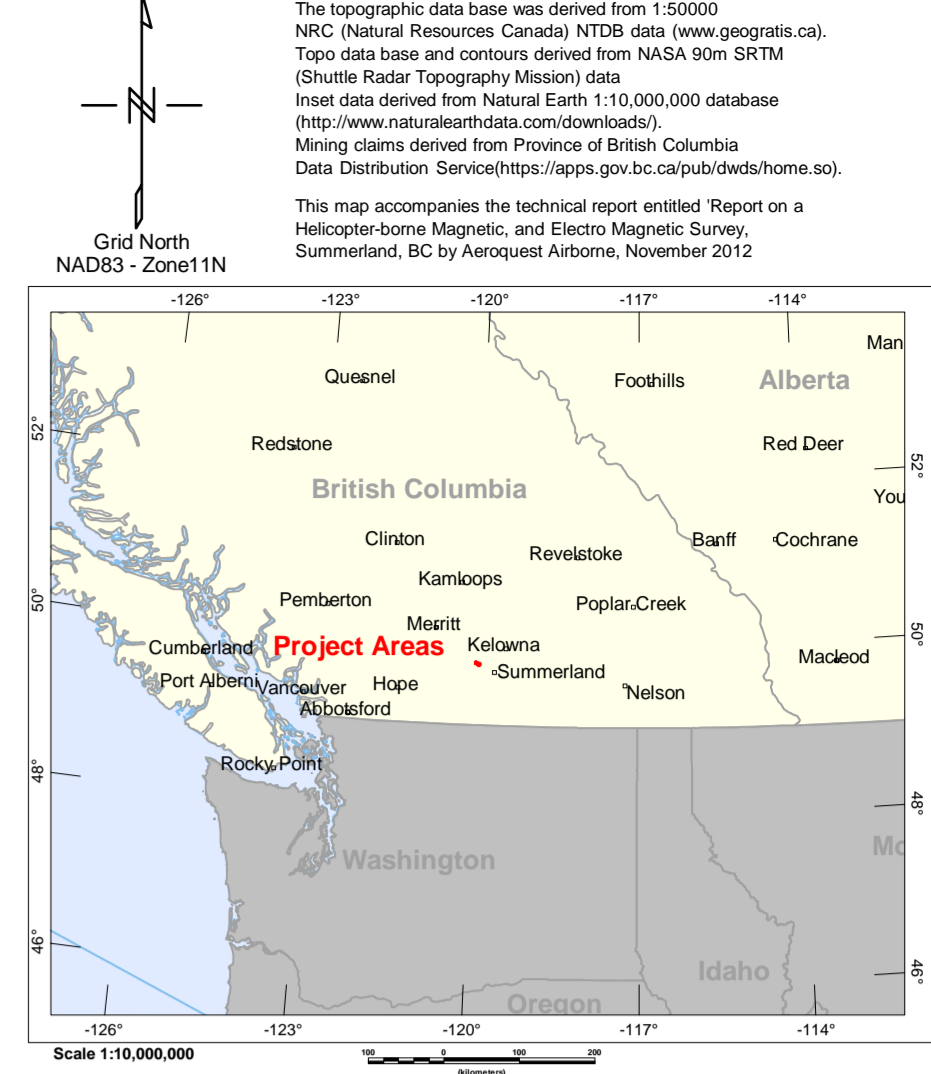 The topographic data base was derived from 1:50000
NRC (Natural Resources Canada) NTDB data (www.geogratis.ca).
Topo data base and contours derived from NASA 90m SRTM
(Shuttle Radar Topography Mission) data
Inset data derived from Natural Earth 1:10,000,000 database
(http://www.naturalearthdata.com/downloads/).
Mining claims derived from Province of British Columbia
Data Distribution Service(https://apps.gov.bc.ca/pub/dwds/home.so).
This map accompanies the technical report entitled 'Report on a
Helicopter-borne Magnetic, and Electro Magnetic Survey,
Summerland, BC by Aeroquest Airborne, November 2012
N
Grid North
NAD83 - Zone11N
-126° -123° -120° -117° -114°
Man
Quesnel
Foothills
Alberta
52°
Redstone
Red Deer
52°
British Columbia
You
Clinton
Revelstoke
Banff
Cochrane
Kamloops
50°
Pemberton
Poplar Creek
Merritt
50°
Cumberland
Project Areas
Kelowna
Macleod
Port Alberni
Vancouver
Hope
Summerland
Nelson
Abbotsford
Rocky Point
48°
48°
Washington
Mo
46°
Idaho
46°
Oregon
-126° -123° -120° -117° -114°
Scale 1:10,000,000
100 0 100 200
(kilometers)